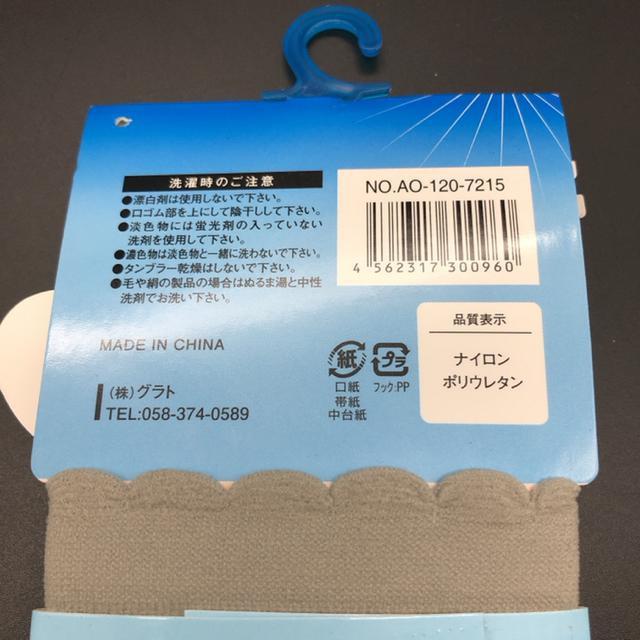 洗濯時のご注意
●漂白剤は使用しないで下さい。
●口ゴム部を上にして陰干しして下さい。
●淡色物には蛍光剤の入っていない
洗剤を使用して下さい。
●濃色物は淡色物と一緒に洗わないで下さい。
●タンブラー乾燥はしないで下さい。
●毛や絹の製品の場合はぬるま湯と中性
洗剤でお洗い下さい。
MADE IN CHINA
(株)グラト
TEL:058-374-0589
NO.AO-120-7215
4 562317 300960
紙
口紙
帯紙
中台紙
プラ
フック:PP
品質表示
ナイロン
ポリウレタン